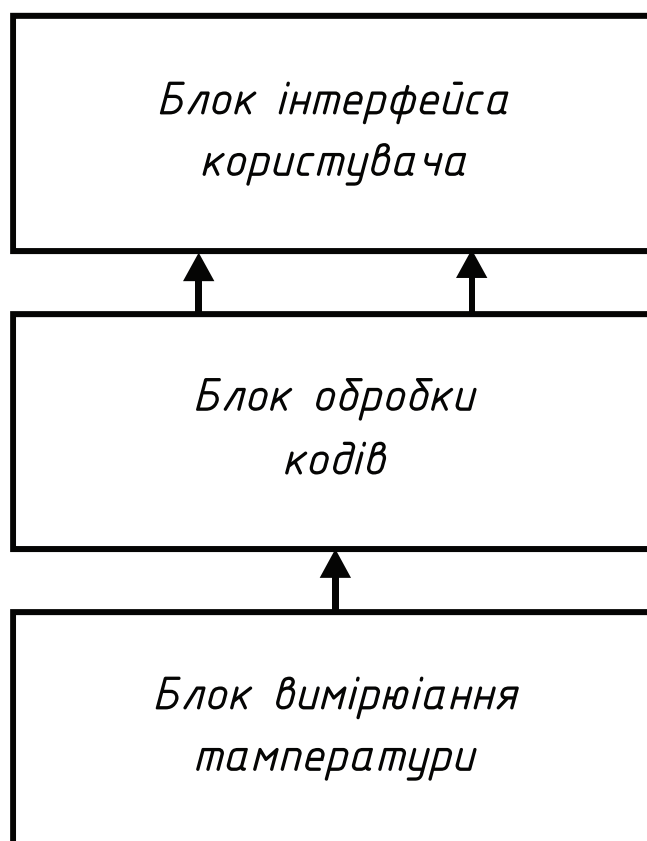 Блок інтерфейса
користувача
Блок обробки
кодів
Блок вимірюіання
тамператури